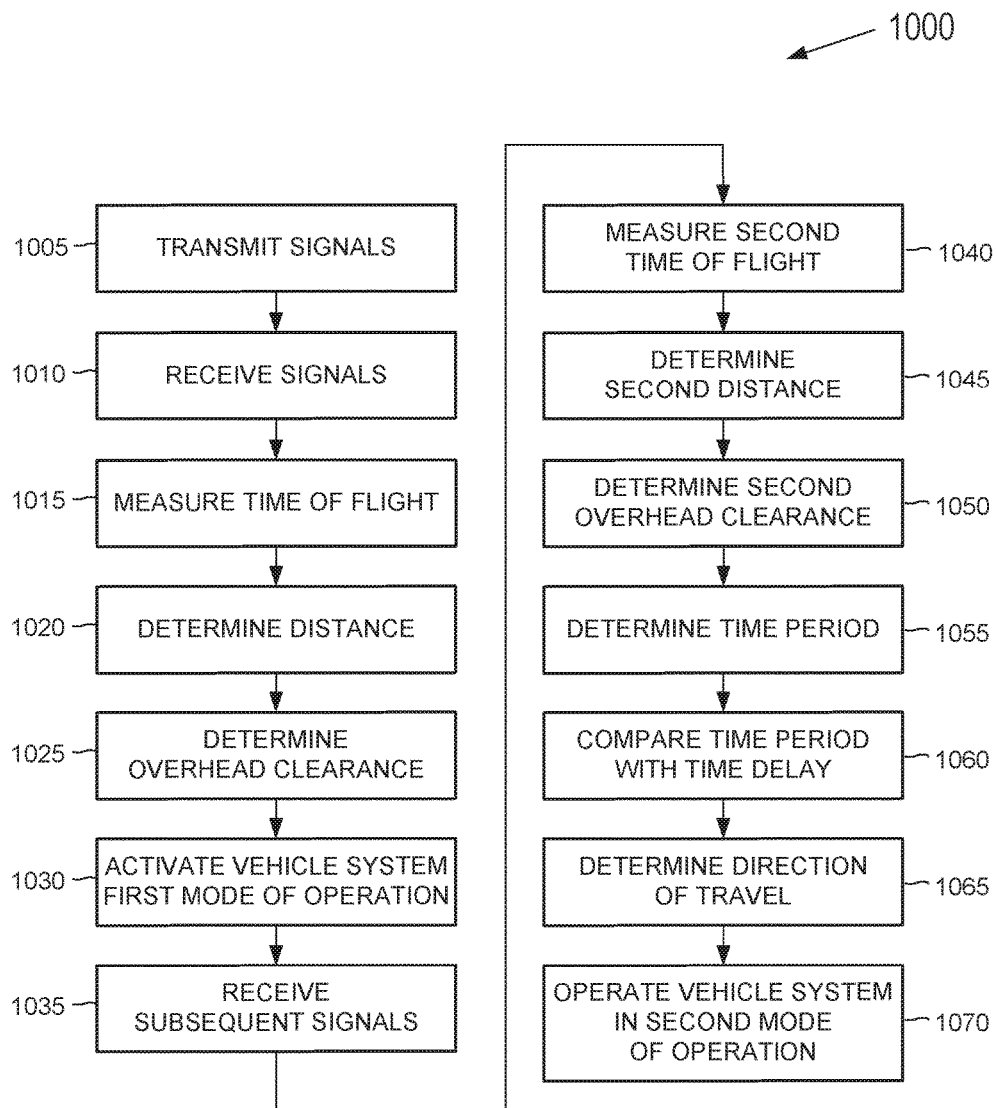 1000
1005
TRANSMIT SIGNALS
1010
RECEIVE SIGNALS
1015
MEASURE TIME OF FLIGHT
1020
DETERMINE DISTANCE
1025
DETERMINE
OVERHEAD CLEARANCE
1030
ACTIVATE VEHICLE SYSTEM
FIRST MODE OF OPERATION
1035
RECEIVE
SUBSEQUENT SIGNALS
MEASURE SECOND
TIME OF FLIGHT
1040
DETERMINE
SECOND DISTANCE
1045
DETERMINE SECOND
OVERHEAD CLEARANCE
1050
DETERMINE TIME PERIOD
1055
COMPARE TIME PERIOD
WITH TIME DELAY
1060
DETERMINE DIRECTION
OF TRAVEL
1065
OPERATE VEHICLE SYSTEM
IN SECOND MODE
OF OPERATION
1070